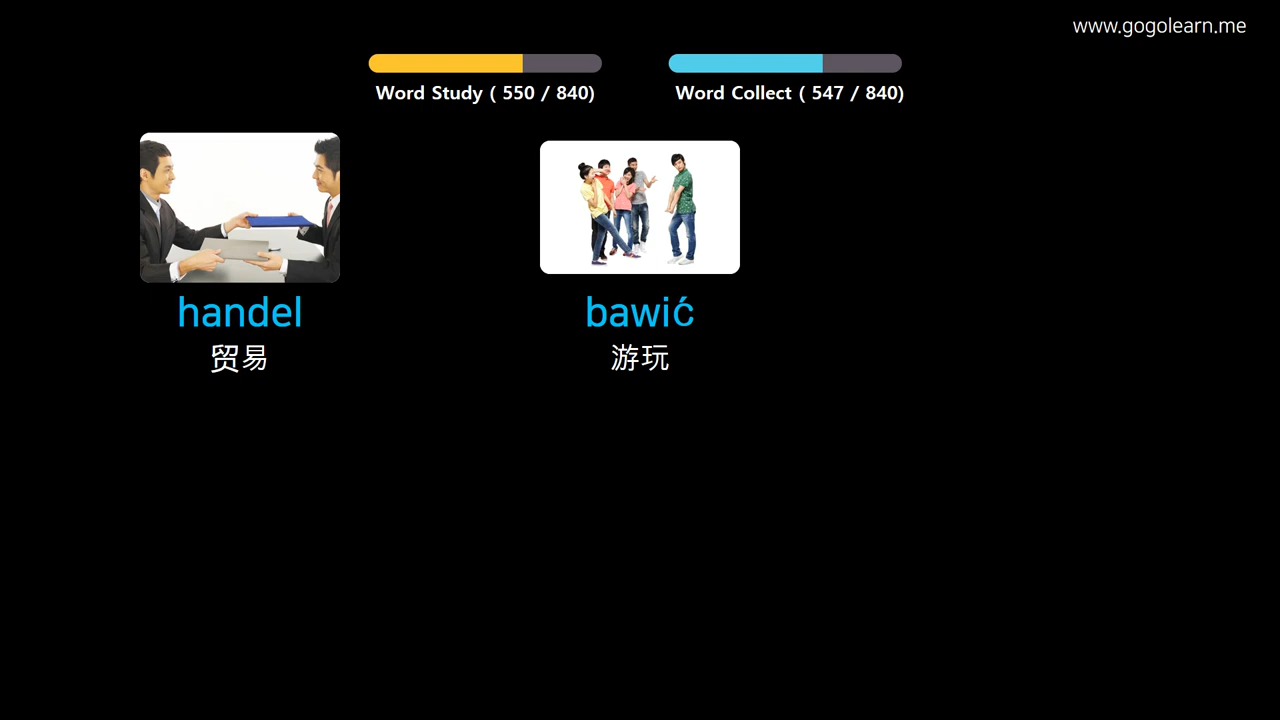 www.gogolearn.me
Word Study ( 550 / 840)
Word Collect ( 547 / 840)
handel
贸易
bawić
游玩